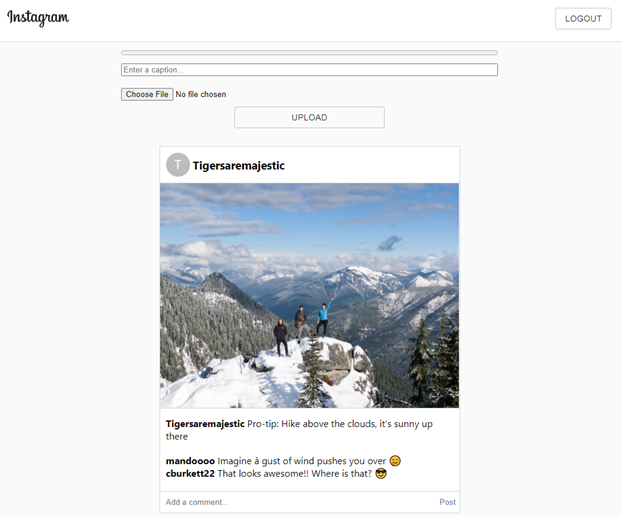 Instagram
LOGOUT
Enter a caption...
Choose File No file chosen
UPLOAD
T Tigersaremajestic
Tigersaremajestic Pro-tip: Hike above the clouds, it's sunny up
there
mandoooo Imagine à gust of wind pushes you over 😄
cburkett22 That looks awesome!! Where is that? 😎
Add a comment... Post